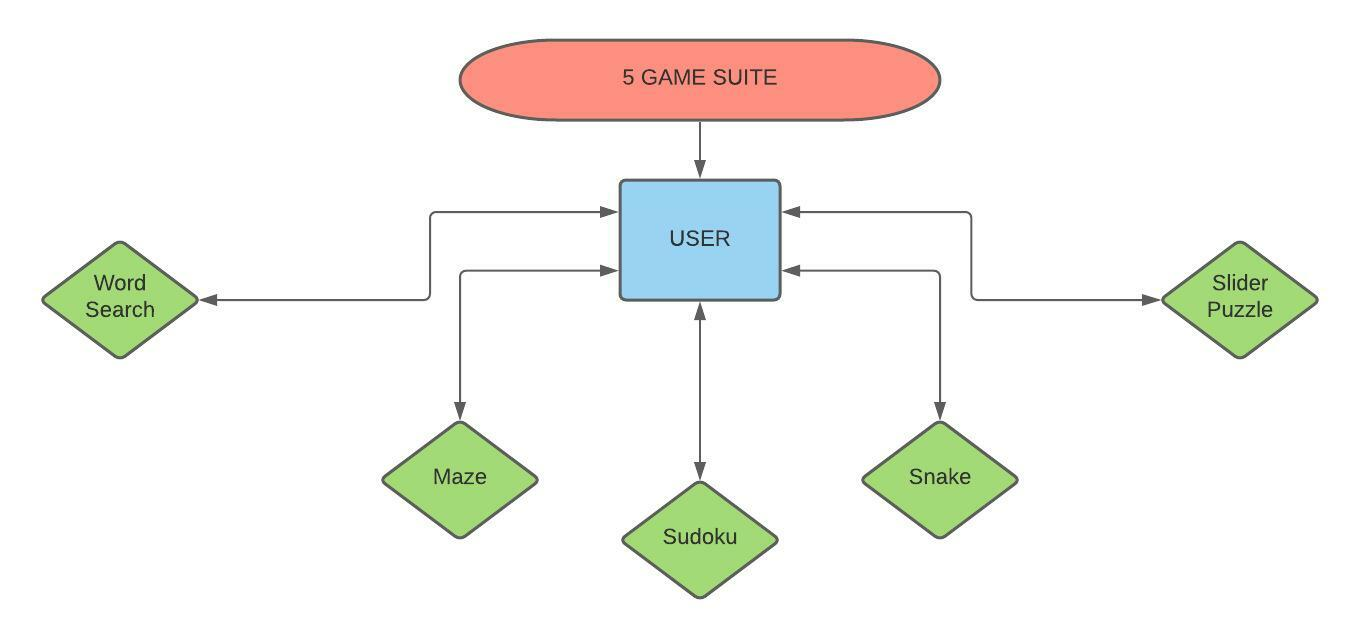 5 GAME SUITE
USER
Word
Search
Slider
Puzzle
Maze
Snake
Sudoku